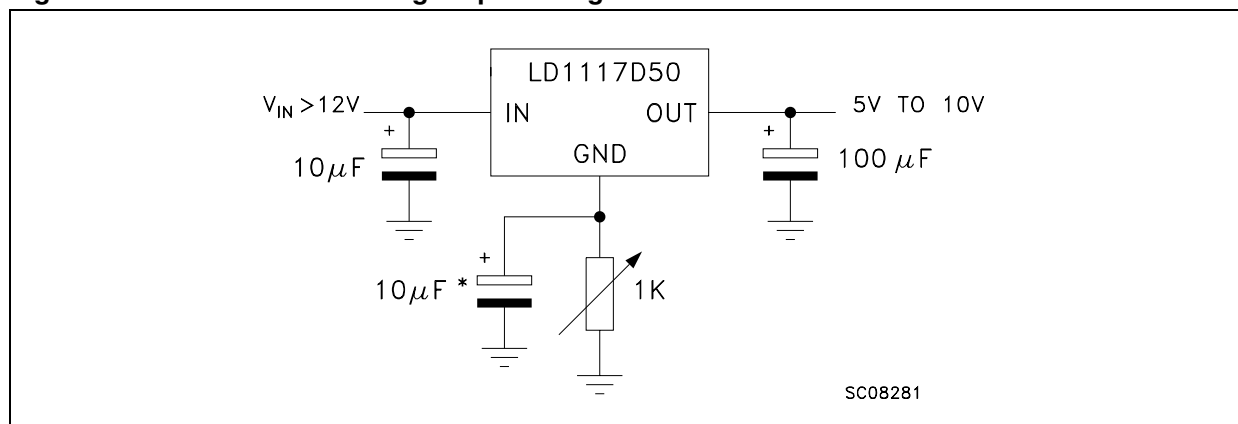 LD1117D50
V_IN >12V
IN
OUT
5V TO 10V
+
+
10μF
GND
100 μF
+
10μF *
1K
SC08281